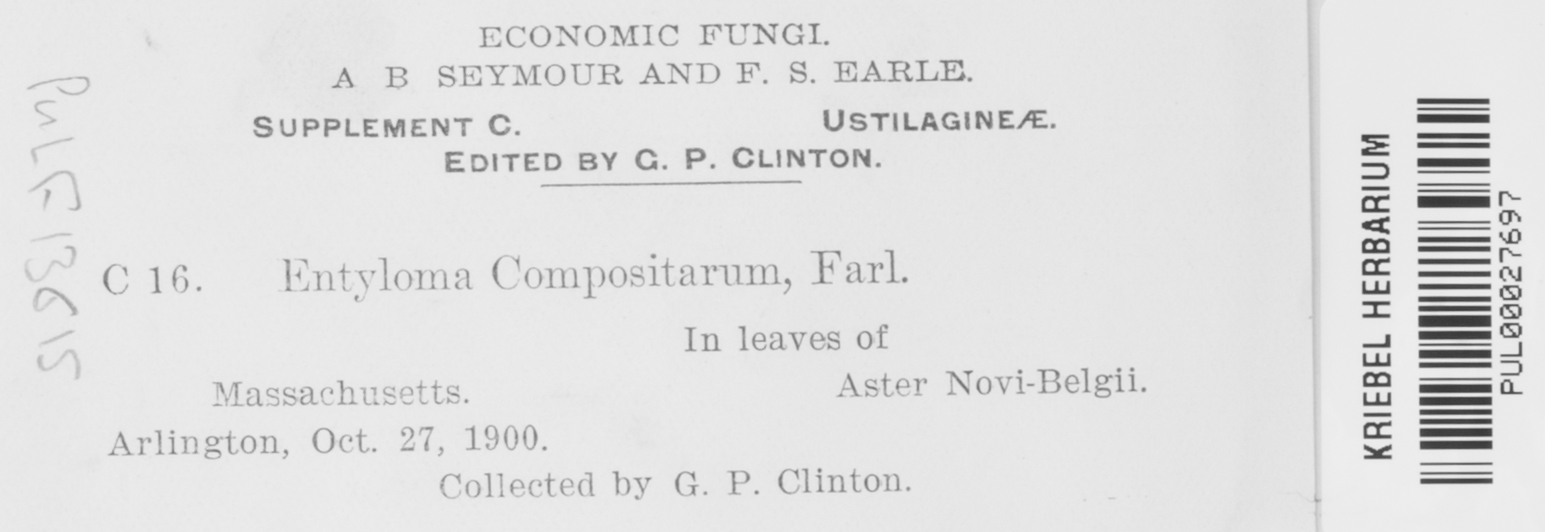 ECONOMIC FUNGI.
A B SEYMOUR AND F. S. EARLE.
SUPPLEMENT C. USTILAGINEÆ.
EDITED BY G. P. CLINTON.
C 16. Entyloma Compositarum, Farl.
In leaves of
Massachusetts. Aster Novi-Belgii.
Arlington, Oct. 27, 1900.
Collected by G. P. Clinton.
PUL F 13615
KRIEBEL HERBARIUM
PUL00027697